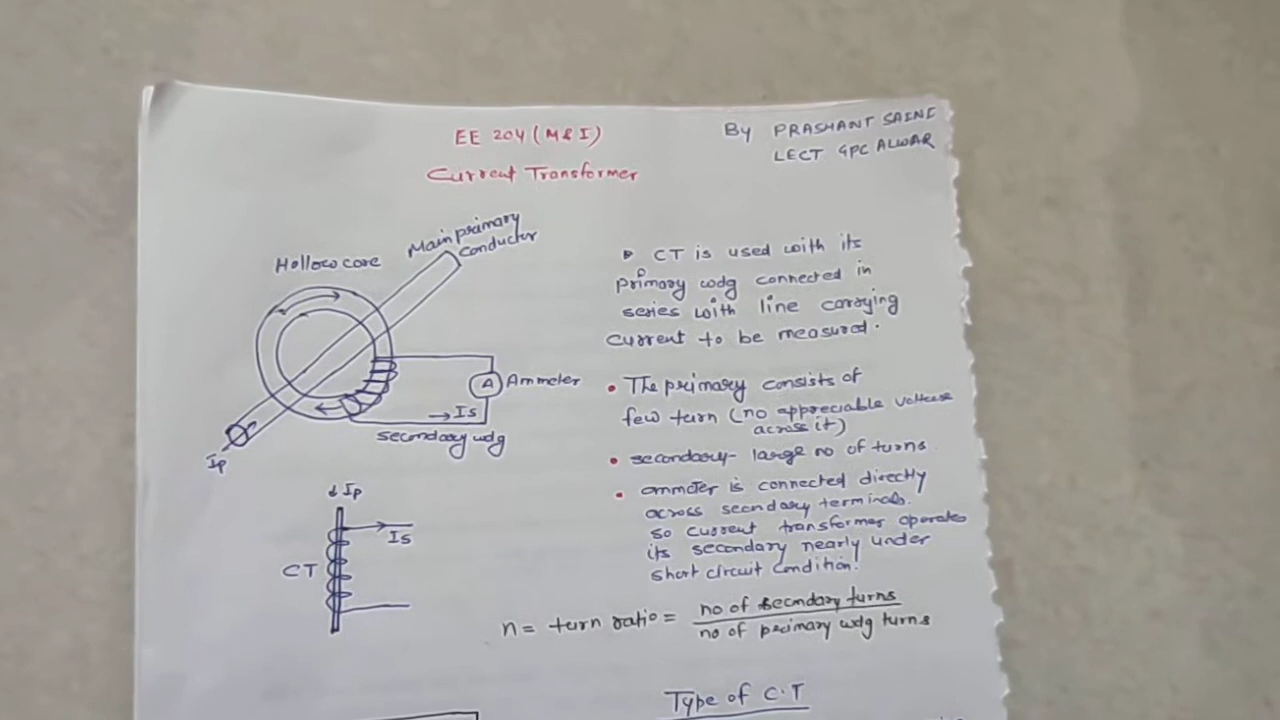 EE 204 (M & I)
By PRASHANT SAINI
LECT GPC ALWAR
Current Transformer
Main primary
conductor
Hollow core
A
Ammeter
→ Is
Secondary wdg
Ip
CT is used with its
primary wdg connected in
series with line carrying
current to be measured.
• The primary consists of
few turn (no appreciable voltage
across it)
• secondary - large no of turns
• ammeter is connected directly
across secndary terminals.
so current transformer operates
its secondary nearly under
short circuit condition.
Ip
Is
CT
n = turn ratio = no of secondary turns
no of primary wdg turns
Type of C.T